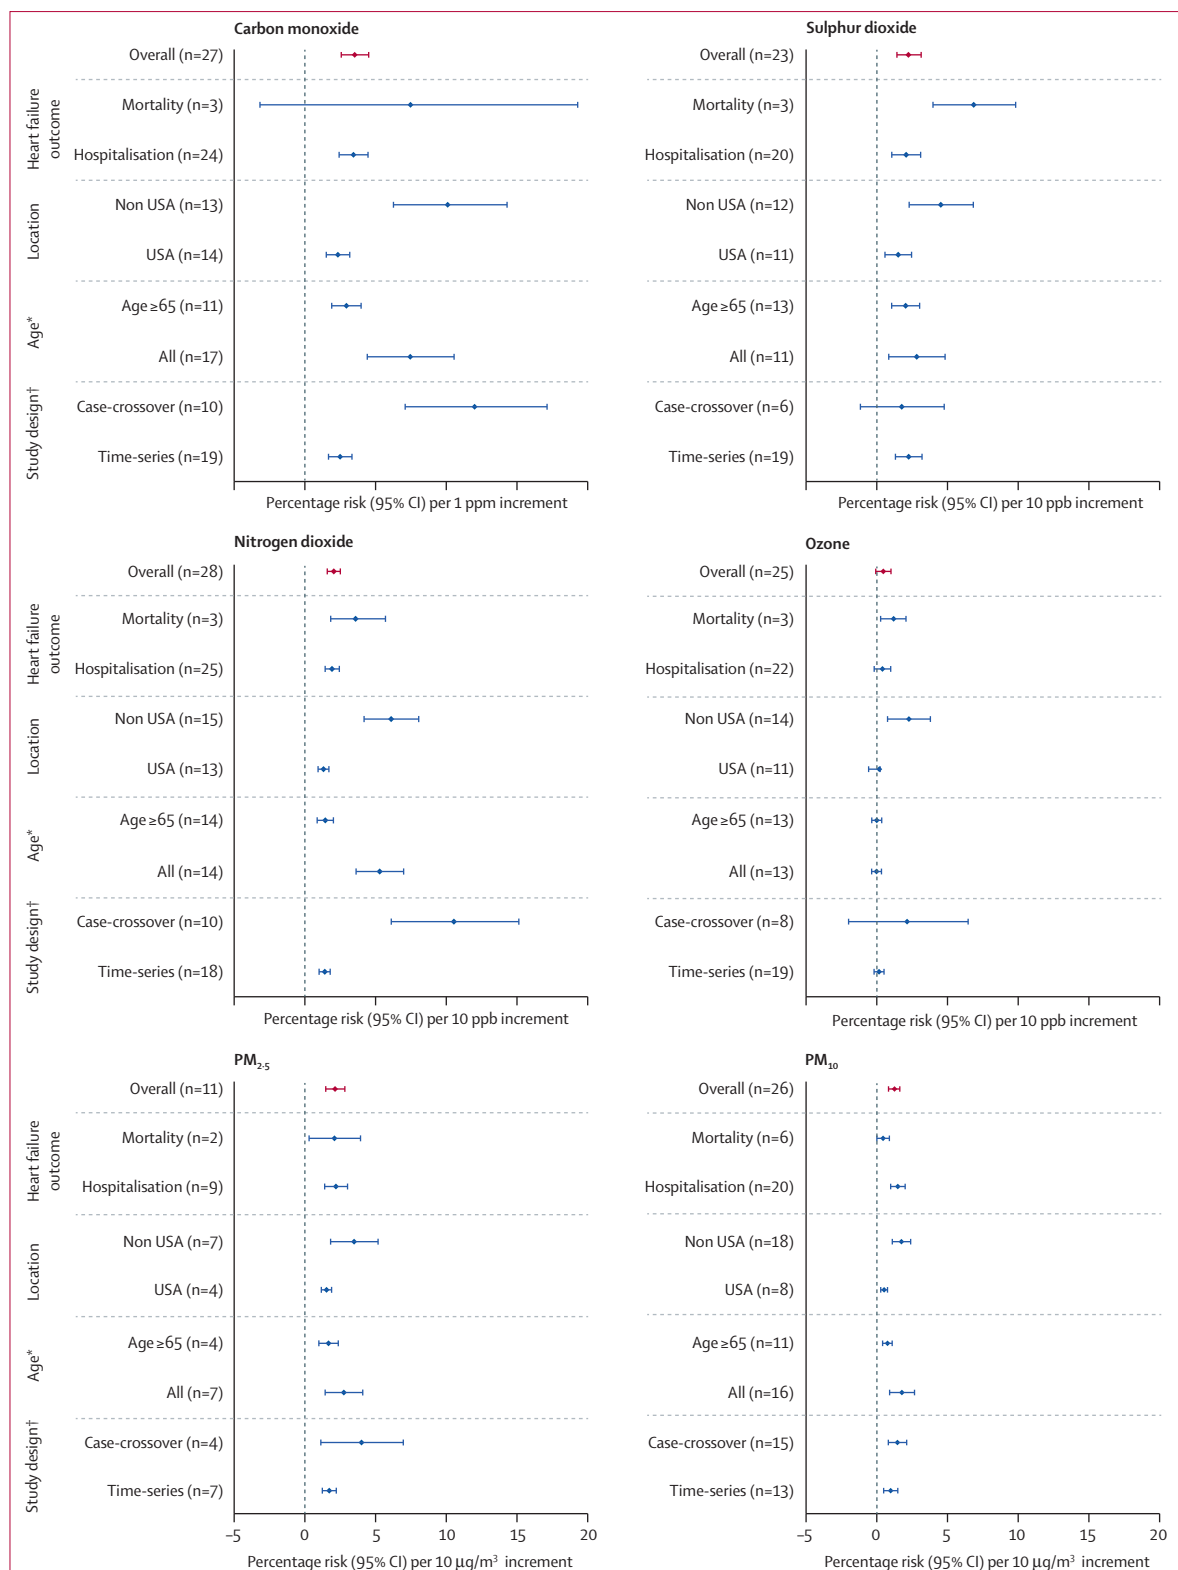 Carbon monoxide
Overall (n=27)
Heart failure
outcome
Mortality (n=3)
Hospitalisation (n=24)
Location
Non USA (n=13)
USA (n=14)
Age*
Age ≥65 (n=11)
All (n=17)
Study design†
Case-crossover (n=10)
Time-series (n=19)
Percentage risk (95% CI) per 1 ppm increment
Sulphur dioxide
Overall (n=23)
Mortality (n=3)
Hospitalisation (n=20)
Non USA (n=12)
USA (n=11)
Age ≥65 (n=13)
All (n=11)
Case-crossover (n=6)
Time-series (n=19)
Percentage risk (95% CI) per 10 ppb increment
Nitrogen dioxide
Overall (n=28)
Heart failure
outcome
Mortality (n=3)
Hospitalisation (n=25)
Location
Non USA (n=15)
USA (n=13)
Age*
Age ≥65 (n=14)
All (n=14)
Study design†
Case-crossover (n=10)
Time-series (n=18)
Percentage risk (95% CI) per 10 ppb increment
Ozone
Overall (n=25)
Mortality (n=3)
Hospitalisation (n=22)
Non USA (n=14)
USA (n=11)
Age ≥65 (n=13)
All (n=13)
Case-crossover (n=8)
Time-series (n=19)
Percentage risk (95% CI) per 10 ppb increment
PM2·5
Overall (n=11)
Heart failure
outcome
Mortality (n=2)
Hospitalisation (n=9)
Location
Non USA (n=7)
USA (n=4)
Age*
Age ≥65 (n=4)
All (n=7)
Study design†
Case-crossover (n=4)
Time-series (n=7)
–5 0 5 10 15 20
Percentage risk (95% CI) per 10 µg/m³ increment
PM10
Overall (n=26)
Mortality (n=6)
Hospitalisation (n=20)
Non USA (n=18)
USA (n=8)
Age ≥65 (n=11)
All (n=16)
Case-crossover (n=15)
Time-series (n=13)
–5 0 5 10 15 20
Percentage risk (95% CI) per 10 µg/m³ increment